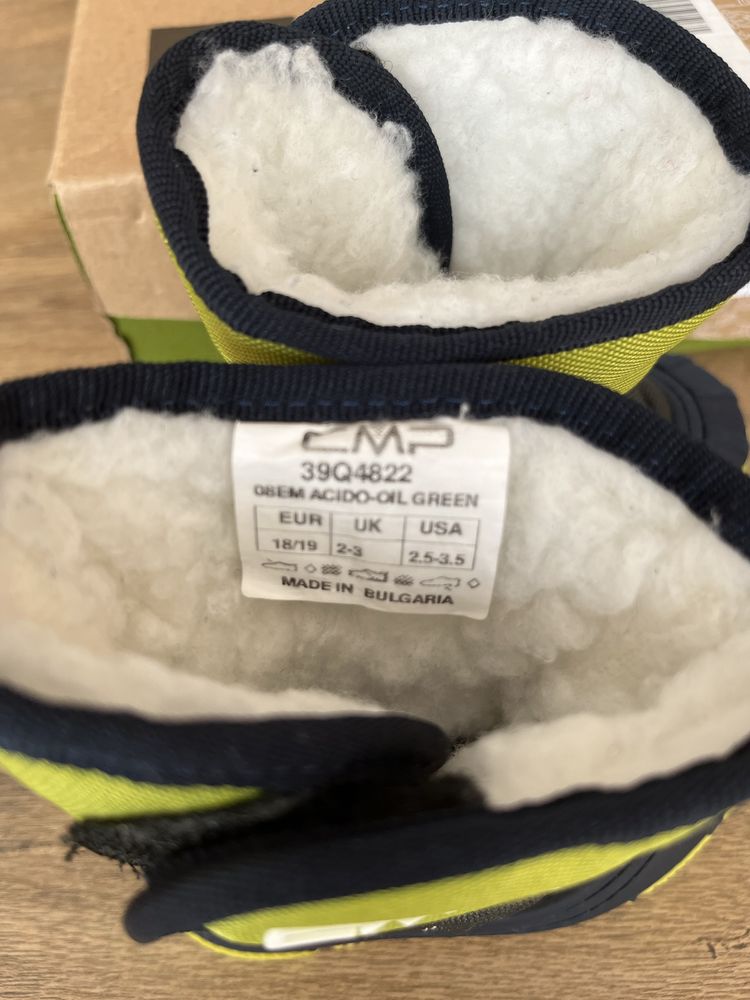 CMP
39Q4822
08EM ACIDO-OIL GREEN
EUR UK USA
18/19 2-3 2.5-3.5
MADE IN BULGARIA